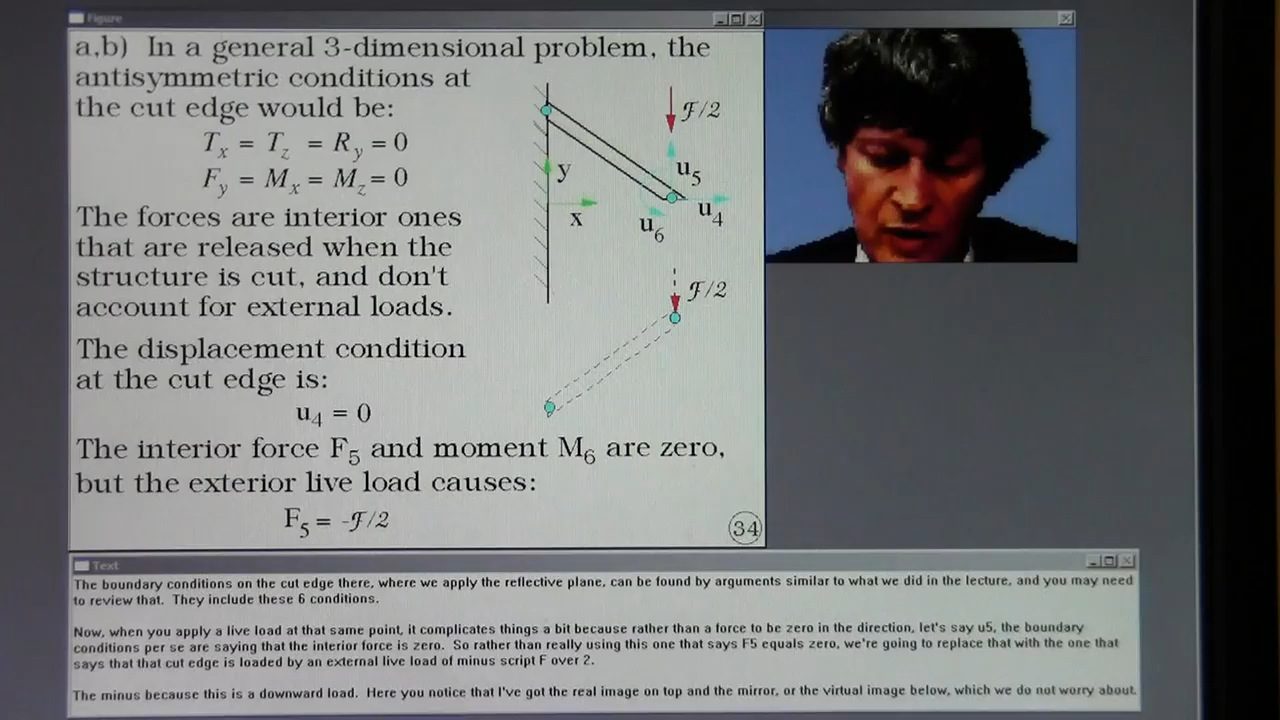 Figure
a,b) In a general 3-dimensional problem, the
antisymmetric conditions at
the cut edge would be:
Tx = Tz = Ry = 0
Fy = Mx = Mz = 0
The forces are interior ones
that are released when the
structure is cut, and don't
account for external loads.
The displacement condition
at the cut edge is:
u4 = 0
The interior force F5 and moment M6 are zero,
but the exterior live load causes:
F5 = -ℱ/2
34
ℱ/2
y
u5
x
u6
u4
ℱ/2
Text
The boundary conditions on the cut edge there, where we apply the reflective plane, can be found by arguments similar to what we did in the lecture, and you may need
to review that. They include these 6 conditions.
Now, when you apply a live load at that same point, it complicates things a bit because rather than a force to be zero in the direction, let's say u5, the boundary
conditions per se are saying that the interior force is zero. So rather than really using this one that says F5 equals zero, we're going to replace that with the one that
says that that cut edge is loaded by an external live load of minus script F over 2.
The minus because this is a downward load. Here you notice that I've got the real image on top and the mirror, or the virtual image below, which we do not worry about.